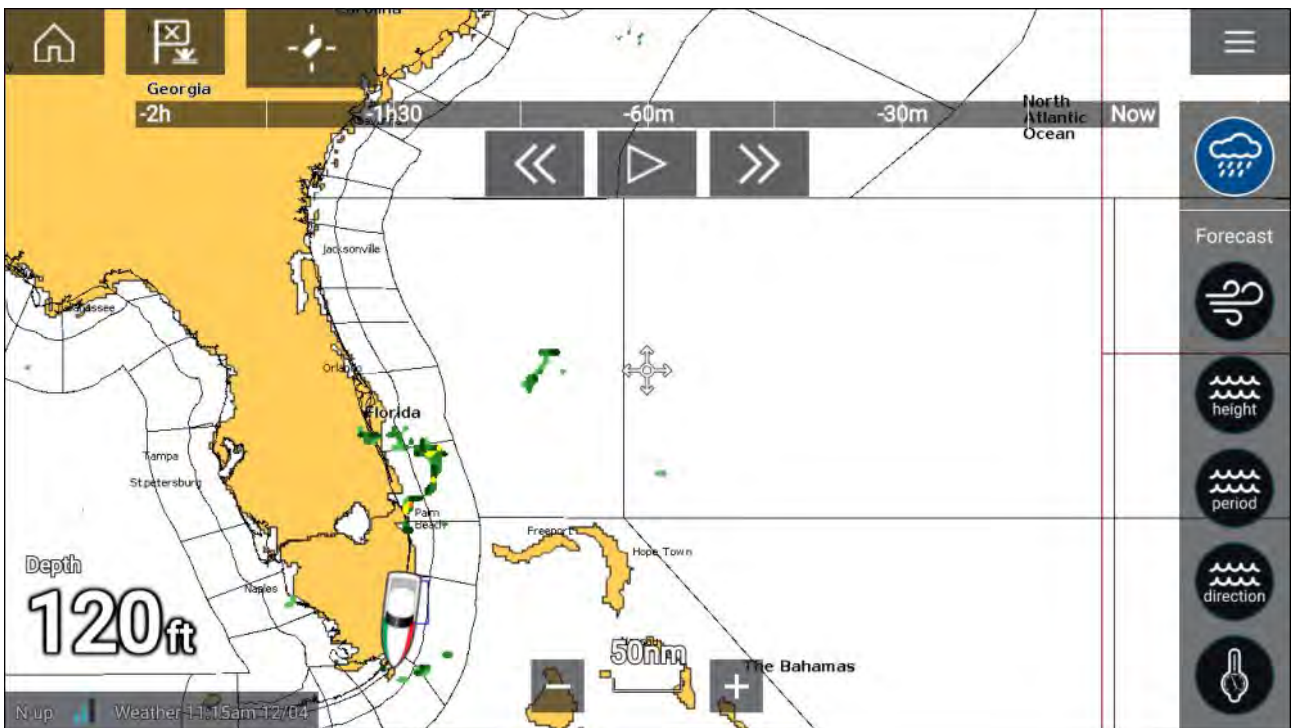 Carolina
Georgia
-2h
-1h30
-60m
-30m
North
Atlantic
Ocean
Now
Forecast
Jacksonville
Orlando
height
Florida
Tampa
St.petersburg
period
Palm
Beach
Freeport
Hope Town
Depth
120ft
Naples
direction
50nm
The Bahamas
N up
Weather 11:15am 12/04